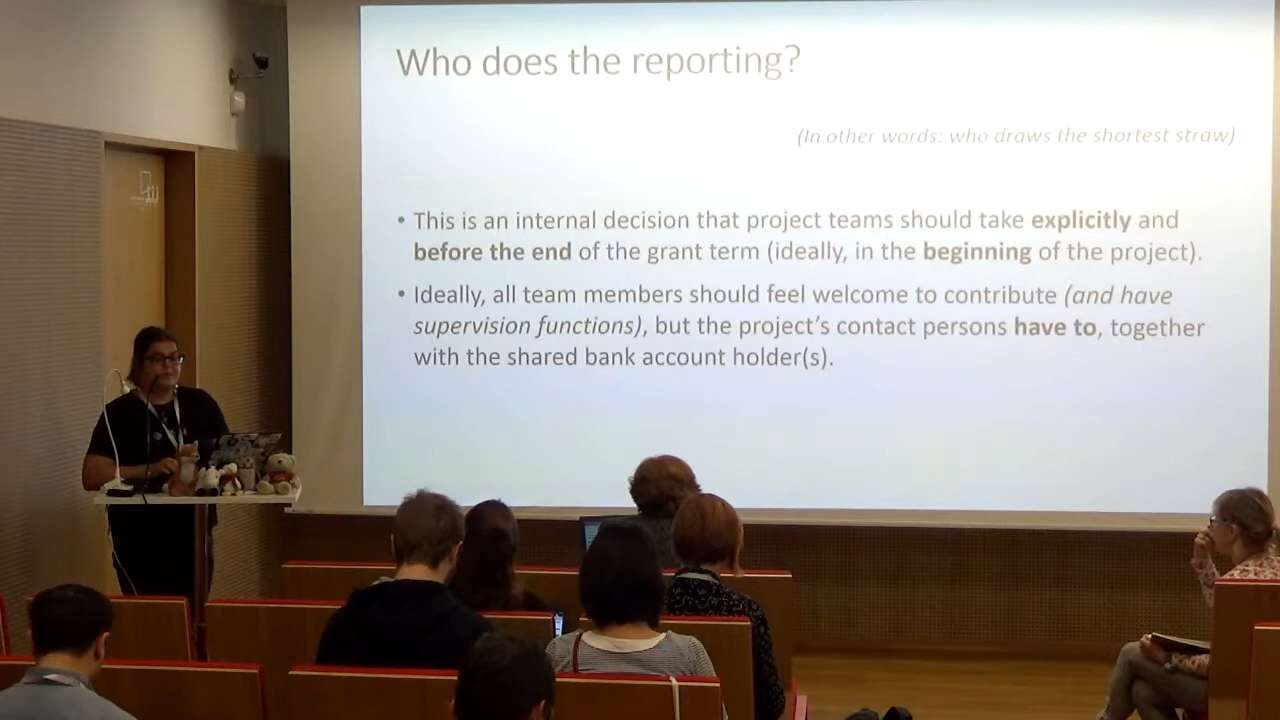 Who does the reporting?
(In other words: who draws the shortest straw)
• This is an internal decision that project teams should take explicitly and
before the end of the grant term (ideally, in the beginning of the project).
• Ideally, all team members should feel welcome to contribute (and have
supervision functions), but the project's contact persons have to, together
with the shared bank account holder(s).